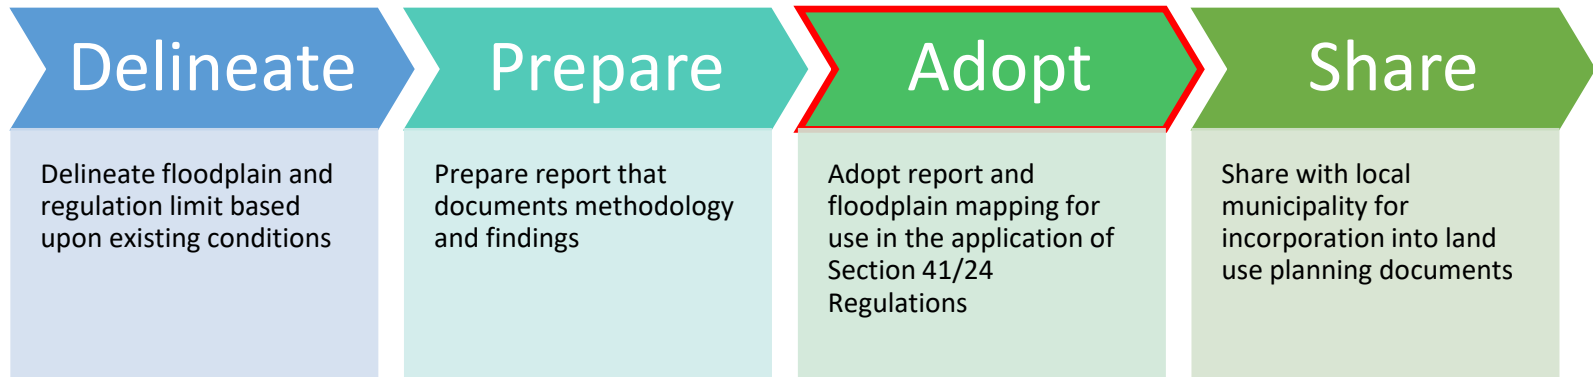 Delineate
Delineate floodplain and
regulation limit based
upon existing conditions
Prepare
Prepare report that
documents methodology
and findings
Adopt
Adopt report and
floodplain mapping for
use in the application of
Section 41/24
Regulations
Share
Share with local
municipality for
incorporation into land
use planning documents